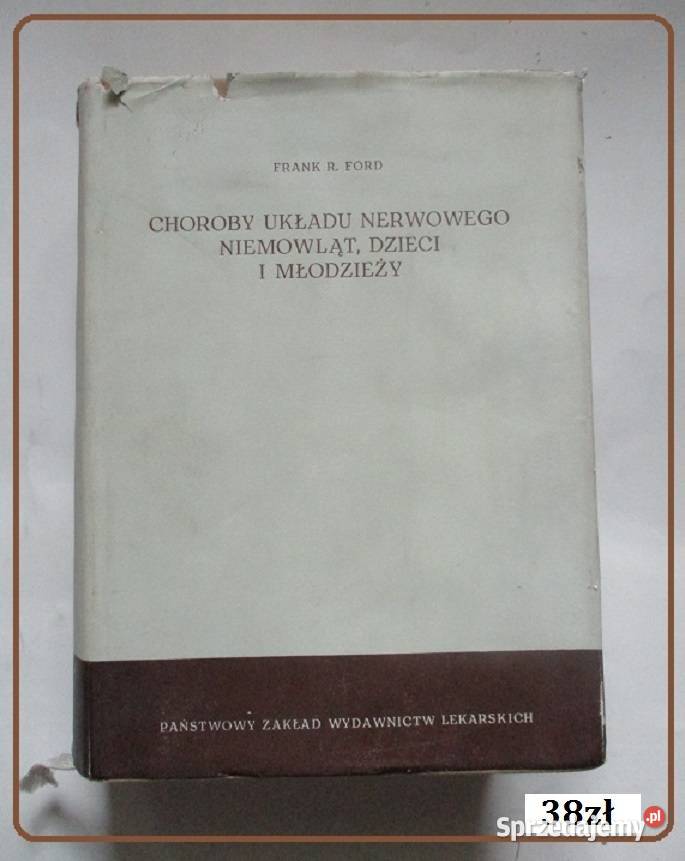 FRANK R. FORD
CHOROBY UKŁADU NERWOWEGO
NIEMOWLĄT, DZIECI
I MŁODZIEŻY
PAŃSTWOWY ZAKŁAD WYDAWNICTW LEKARSKICH
38zł
Sprzedajemy.pl